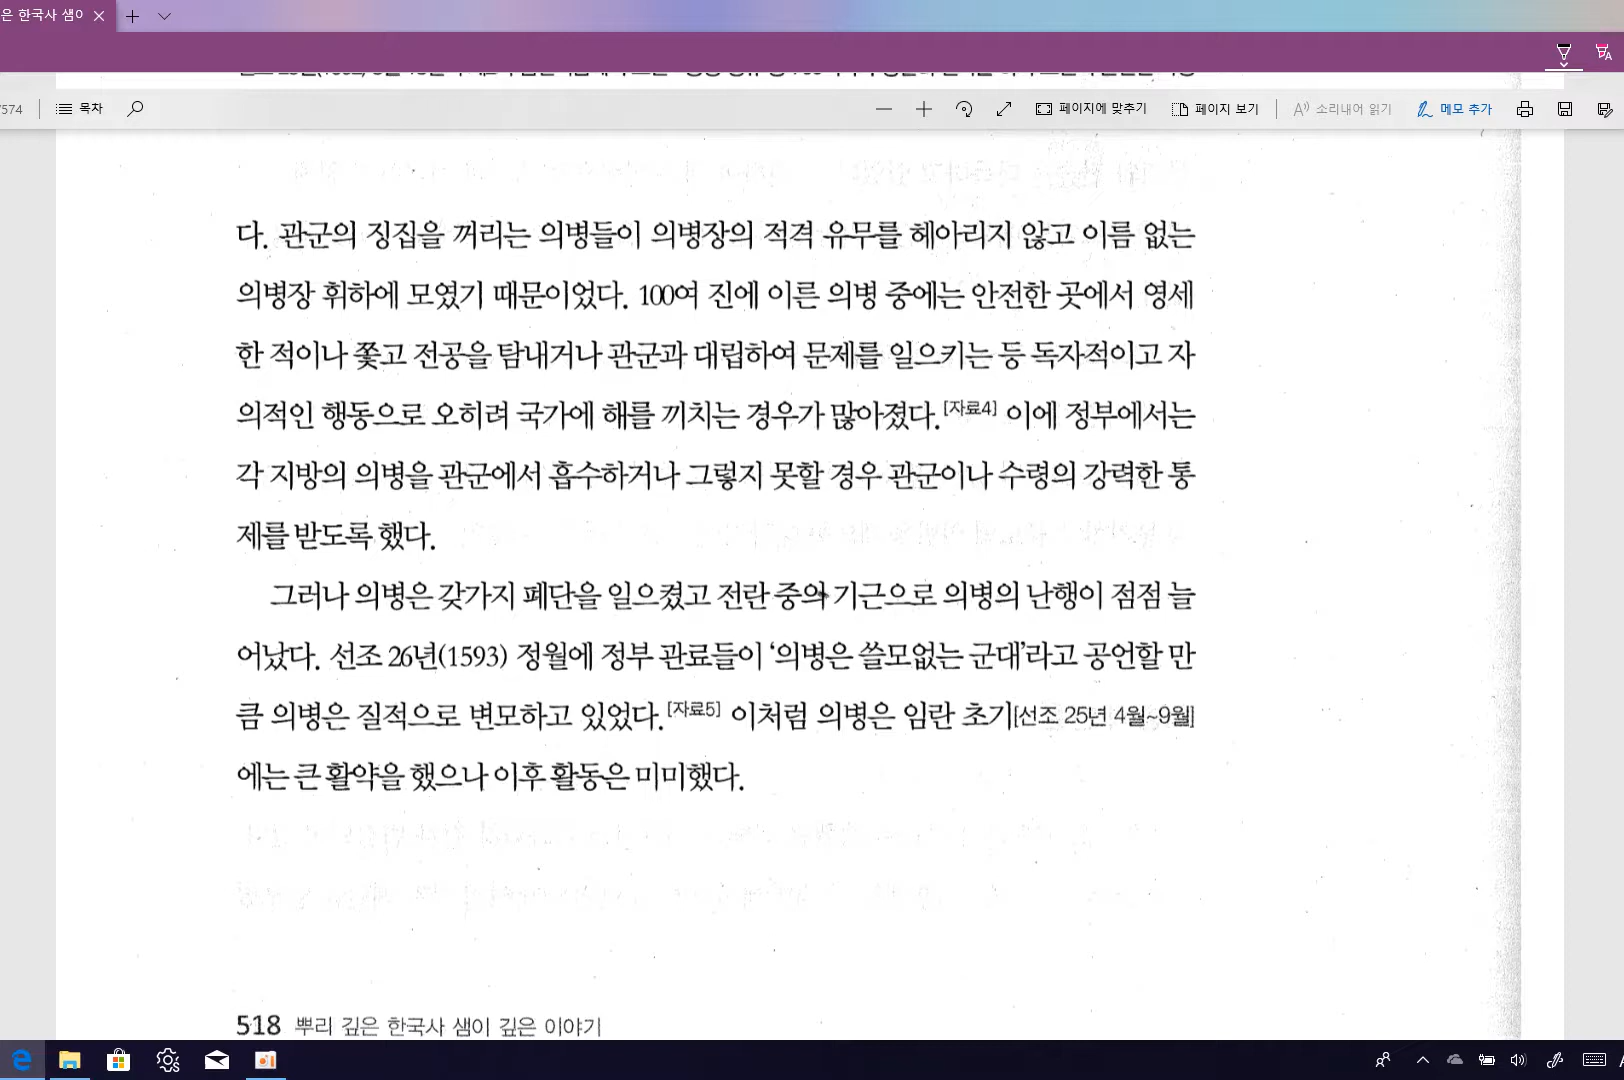 은 한국사 샘이
574
목차
페이지에 맞추기
페이지 보기
소리내어 읽기
메모 추가
다. 관군의 징집을 꺼리는 의병들이 의병장의 적격 유무를 헤아리지 않고 이름 없는
의병장 휘하에 모였기 때문이었다. 100여 진에 이른 의병 중에는 안전한 곳에서 영세
한 적이나 쫓고 전공을 탐내거나 관군과 대립하여 문제를 일으키는 등 독자적이고 자
의적인 행동으로 오히려 국가에 해를 끼치는 경우가 많아졌다.[자료4] 이에 정부에서는
각 지방의 의병을 관군에서 흡수하거나 그렇지 못할 경우 관군이나 수령의 강력한 통
제를 받도록 했다.
그러나 의병은 갖가지 폐단을 일으켰고 전란 중의 기근으로 의병의 난행이 점점 늘
어났다. 선조 26년(1593) 정월에 정부 관료들이 ‘의병은 쓸모없는 군대’라고 공언할 만
큼 의병은 질적으로 변모하고 있었다.[자료5] 이처럼 의병은 임란 초기[선조 25년 4월~9월]
에는 큰 활약을 했으나 이후 활동은 미미했다.
518 뿌리 깊은 한국사 샘이 깊은 이야기